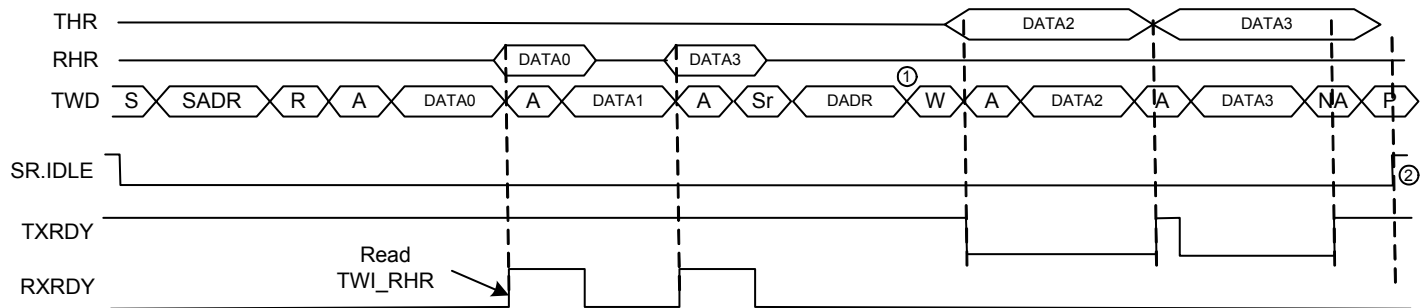 THR DATA2 DATA3
RHR DATA0 DATA3
①
TWD S SADR R A DATA0 A DATA1 A Sr DADR W A DATA2 A DATA3 NA P
SR.IDLE
②
TXRDY
Read
TWI_RHR
RXRDY